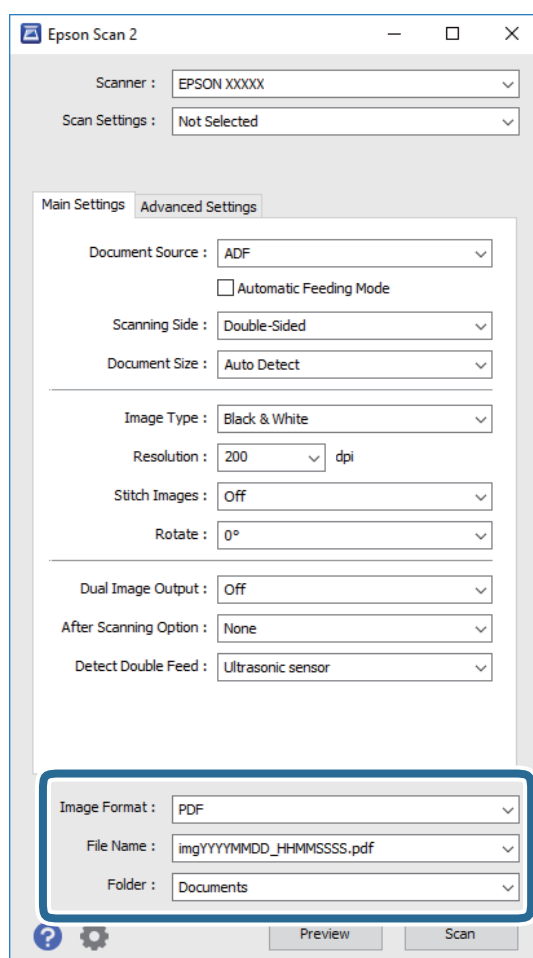 Epson Scan 2
Scanner : EPSON XXXXX
Scan Settings : Not Selected
Main Settings Advanced Settings
Document Source : ADF
Automatic Feeding Mode
Scanning Side : Double-Sided
Document Size : Auto Detect
Image Type : Black & White
Resolution : 200 dpi
Stitch Images : Off
Rotate : 0°
Dual Image Output : Off
After Scanning Option : None
Detect Double Feed : Ultrasonic sensor
Image Format : PDF
File Name : imgYYYYMMDD_HHMMSSSS.pdf
Folder : Documents
? Preview Scan